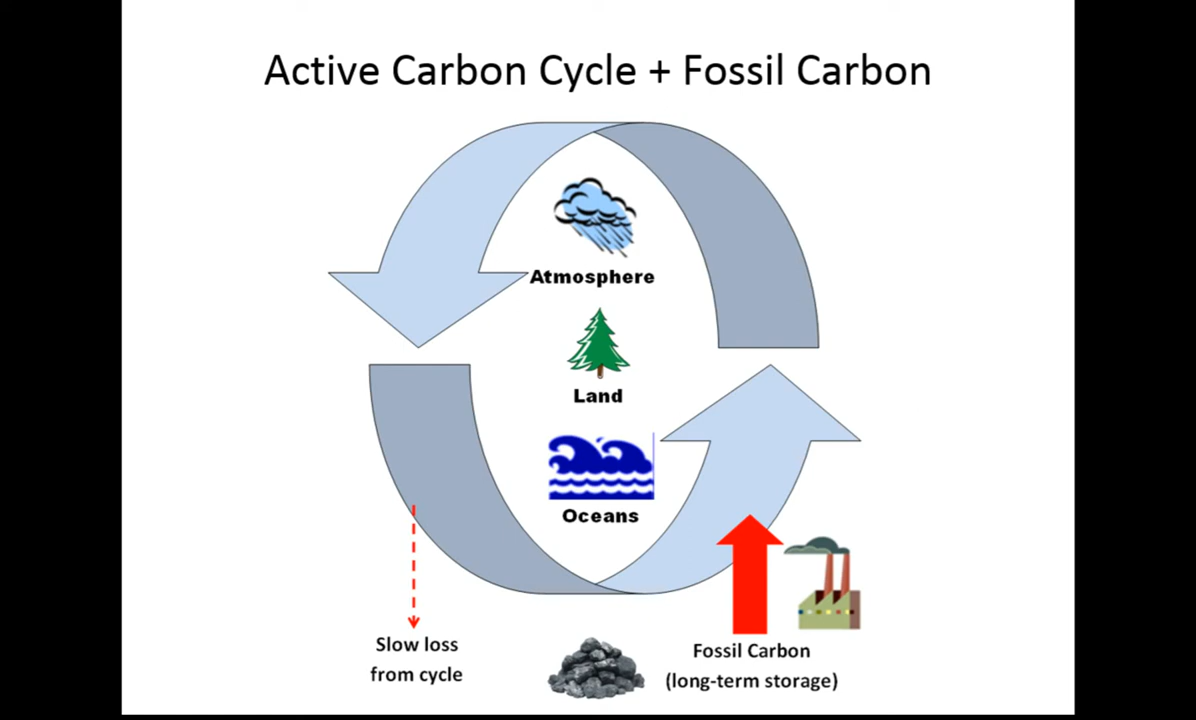 Active Carbon Cycle + Fossil Carbon
Atmosphere
Land
Oceans
Slow loss
from cycle
Fossil Carbon
(long-term storage)